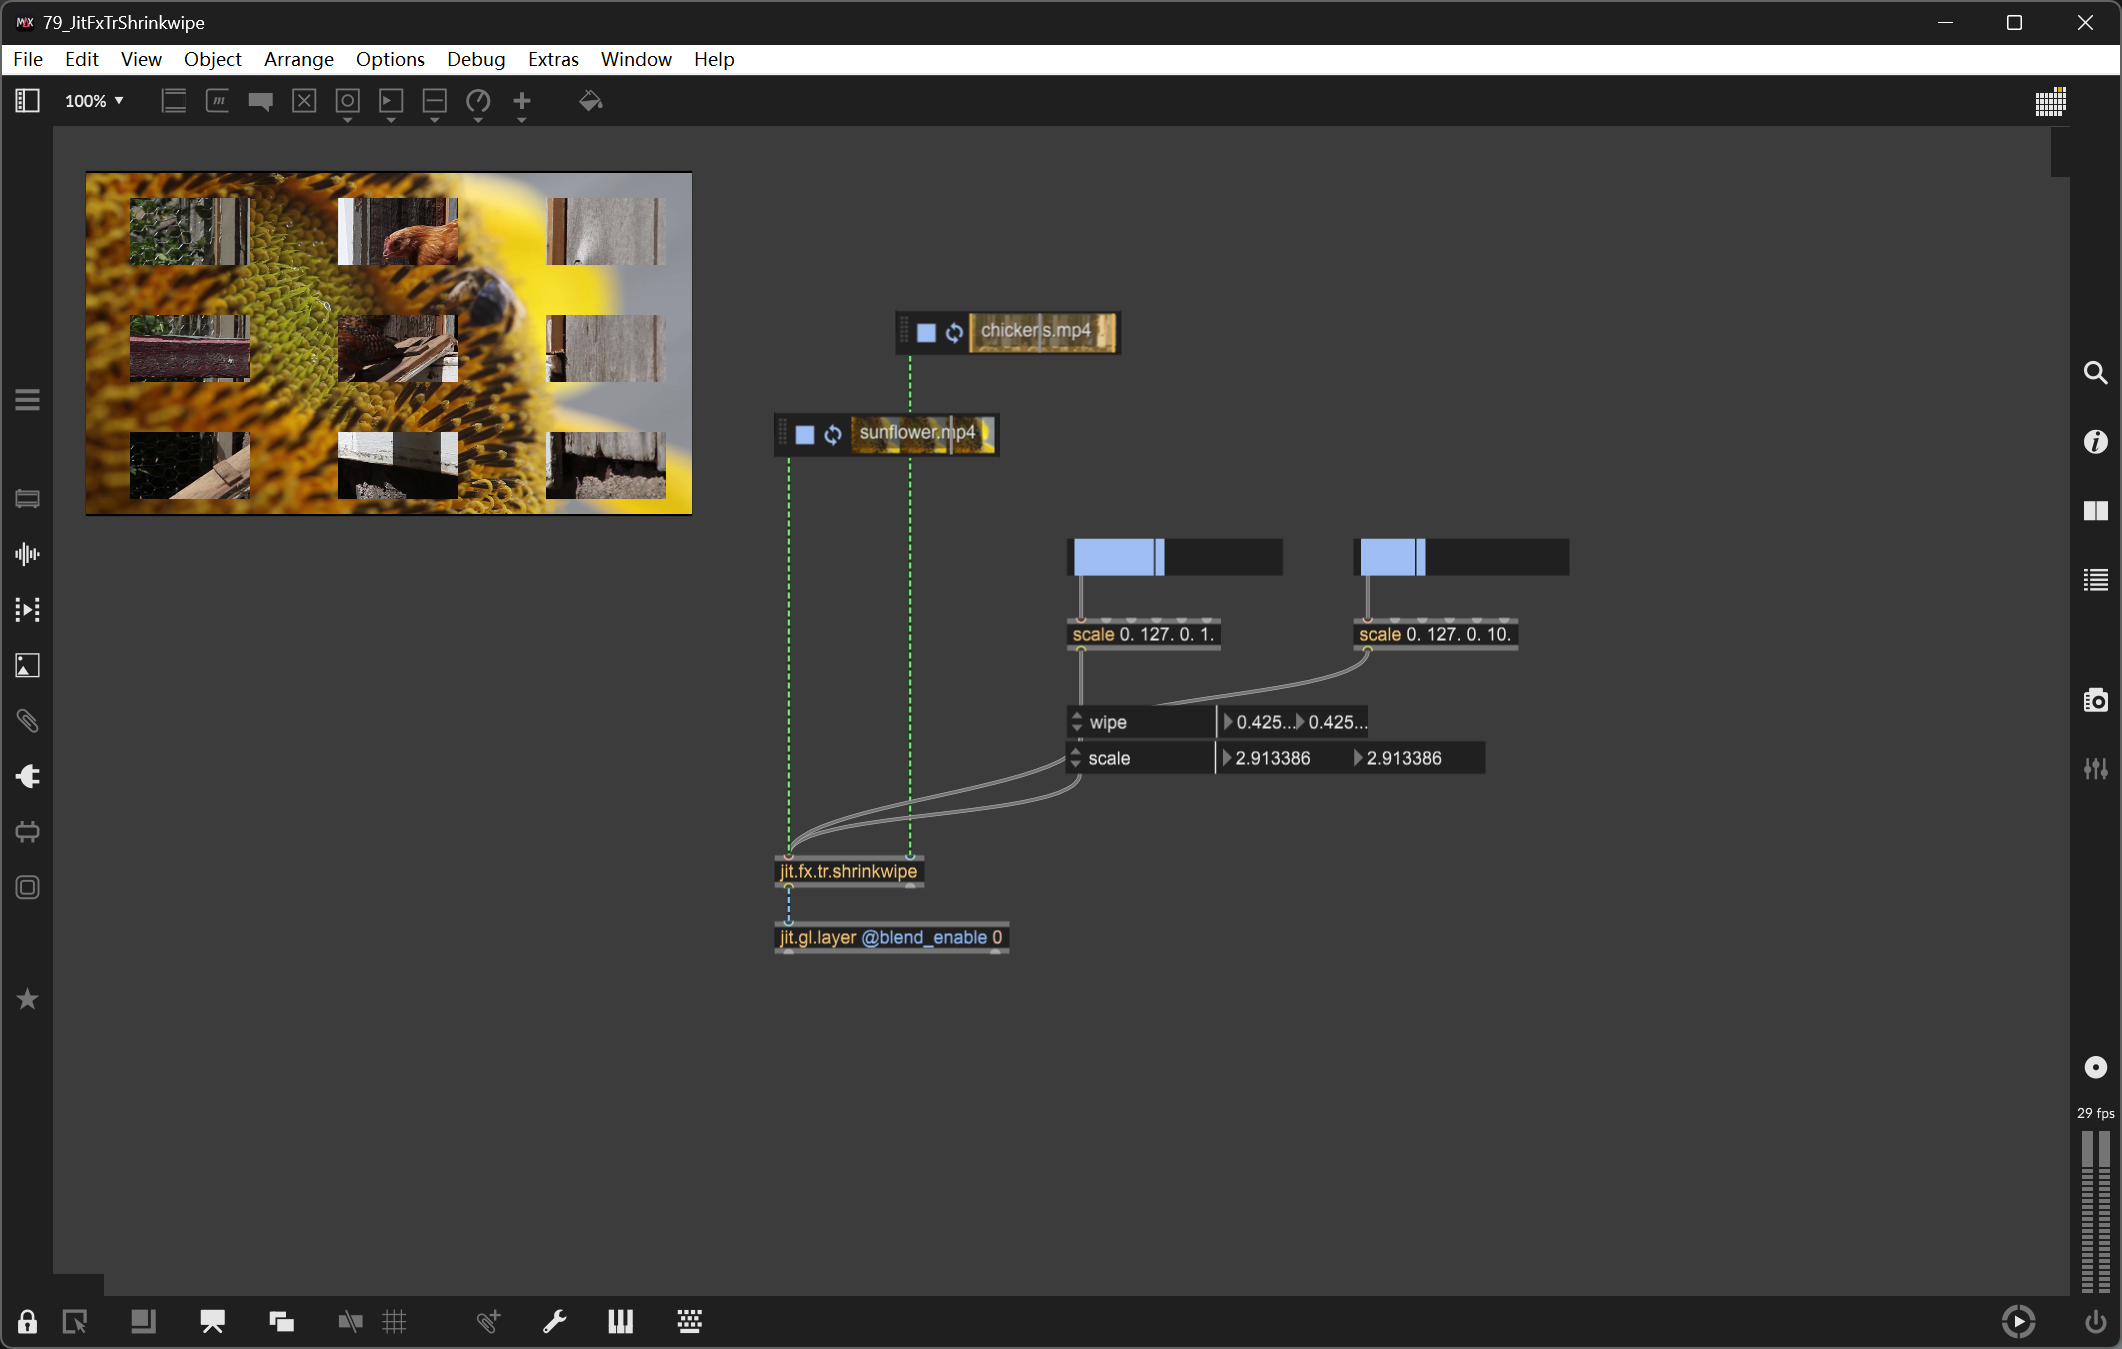 79_JitFxTrShrinkwipe
File Edit View Object Arrange Options Debug Extras Window Help
100%
chickens.mp4
sunflower.mp4
scale 0. 127. 0. 1.
scale 0. 127. 0. 10.
wipe 0.425... 0.425...
scale 2.913386 2.913386
jit.fx.tr.shrinkwipe
jit.gl.layer @blend_enable 0
29 fps